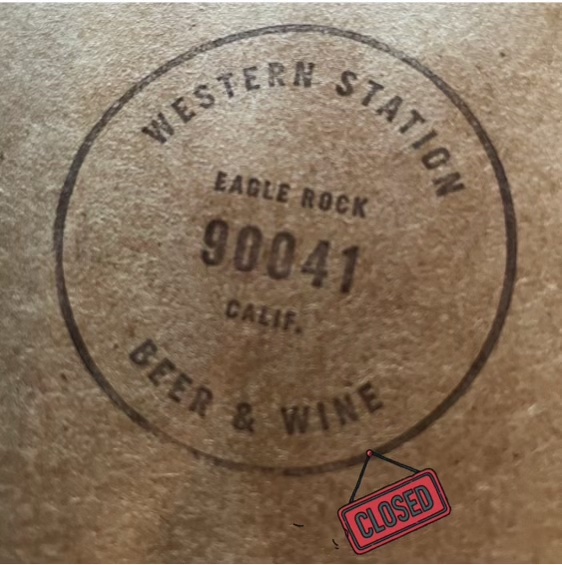 WESTERN STATION
EAGLE ROCK
90041
CALIF.
BEER & WINE
CLOSED